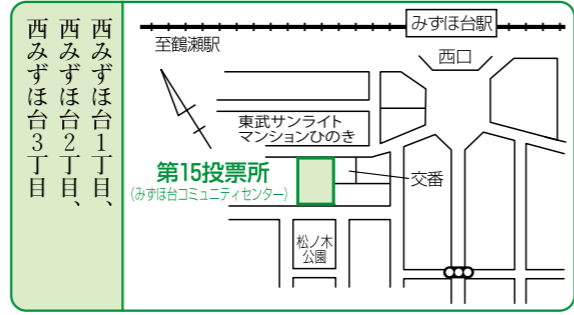 西みずほ台1丁目、
西みずほ台2丁目、
西みずほ台3丁目
みずほ台駅
至鶴瀬駅
西口
東武サンライト
マンションひのき
第15投票所
(みずほ台コミュニティセンター)
交番
松ノ木
公園